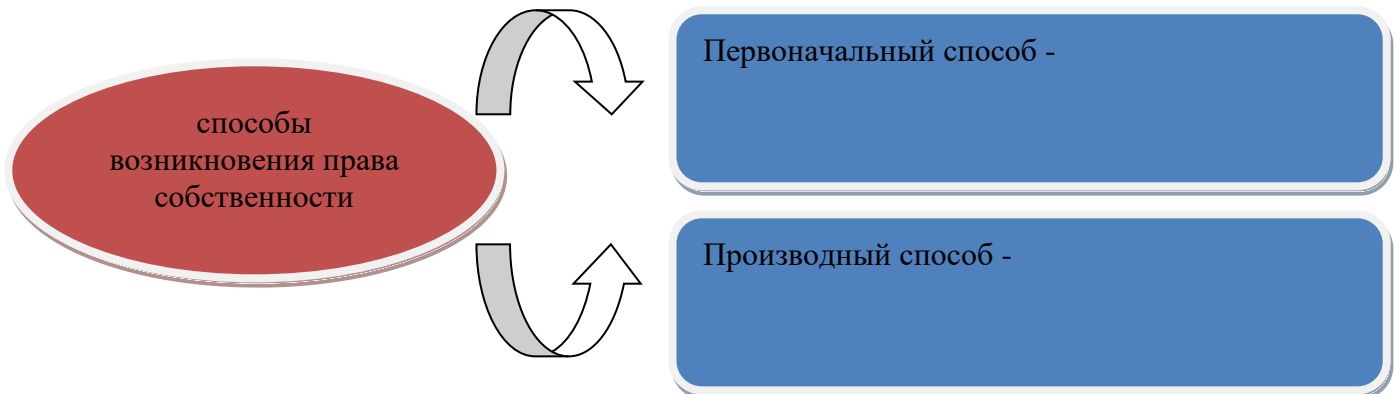 способы
возникновения права
собственности
Первоначальный способ -
Производный способ -